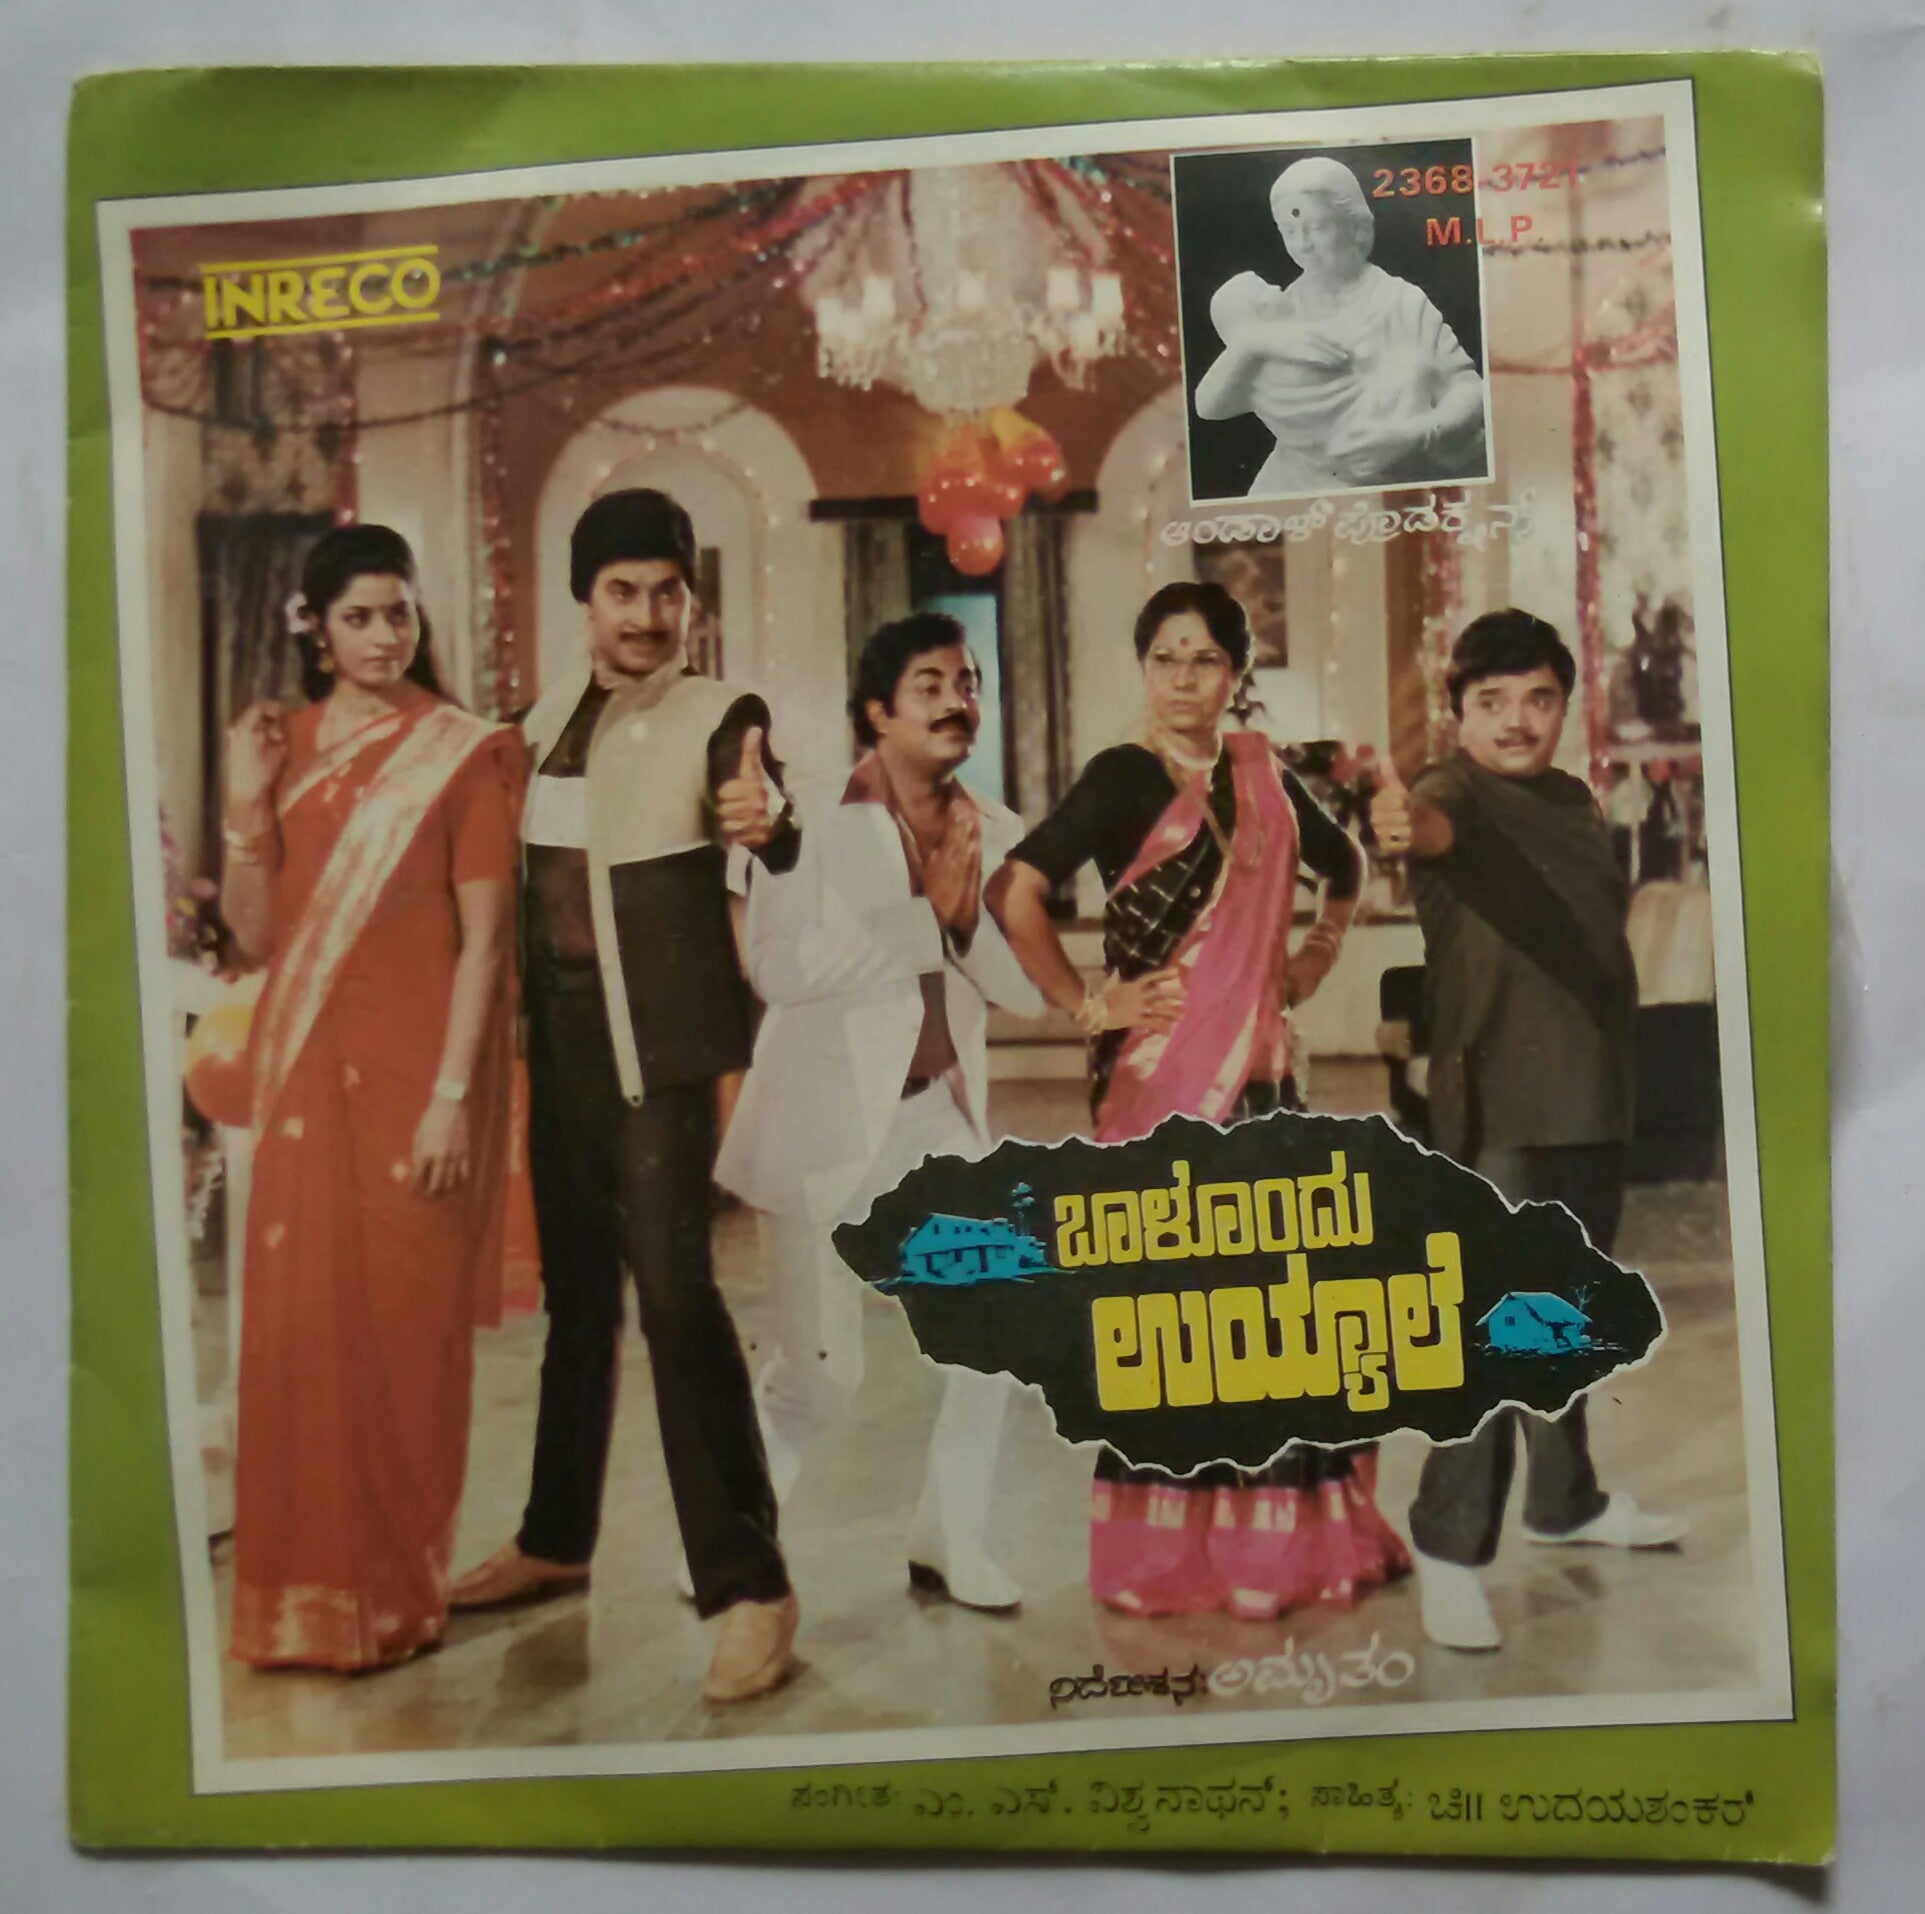 INRECO
2368-3721
M.L.P.
ಆಂಡಾಳ್ ಪ್ರೊಡಕ್ಷನ್ಸ್
ಬಾಳೊಂದು
ಉಯ್ಯಾಲೆ
ನಿರ್ದೇಶನ: ಅಮೃತಂ
ಸಂಗೀತ: ಎಂ. ಎಸ್. ವಿಶ್ವನಾಥನ್; ಸಾಹಿತ್ಯ: ಚಿ|| ಉದಯಶಂಕರ್